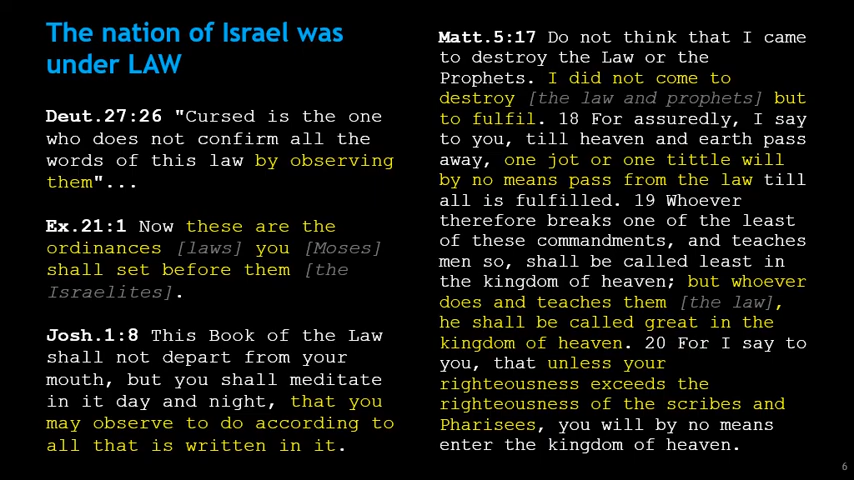 The nation of Israel was
under LAW
Deut.27:26 "Cursed is the one
who does not confirm all the
words of this law by observing
them"...
Ex.21:1 Now these are the
ordinances [laws] you [Moses]
shall set before them [the
Israelites].
Josh.1:8 This Book of the Law
shall not depart from your
mouth, but you shall meditate
in it day and night, that you
may observe to do according to
all that is written in it.
Matt.5:17 Do not think that I came
to destroy the Law or the
Prophets. I did not come to
destroy [the law and prophets] but
to fulfil. 18 For assuredly, I say
to you, till heaven and earth pass
away, one jot or one tittle will
by no means pass from the law till
all is fulfilled. 19 Whoever
therefore breaks one of the least
of these commandments, and teaches
men so, shall be called least in
the kingdom of heaven; but whoever
does and teaches them [the law],
he shall be called great in the
kingdom of heaven. 20 For I say to
you, that unless your
righteousness exceeds the
righteousness of the scribes and
Pharisees, you will by no means
enter the kingdom of heaven.
6